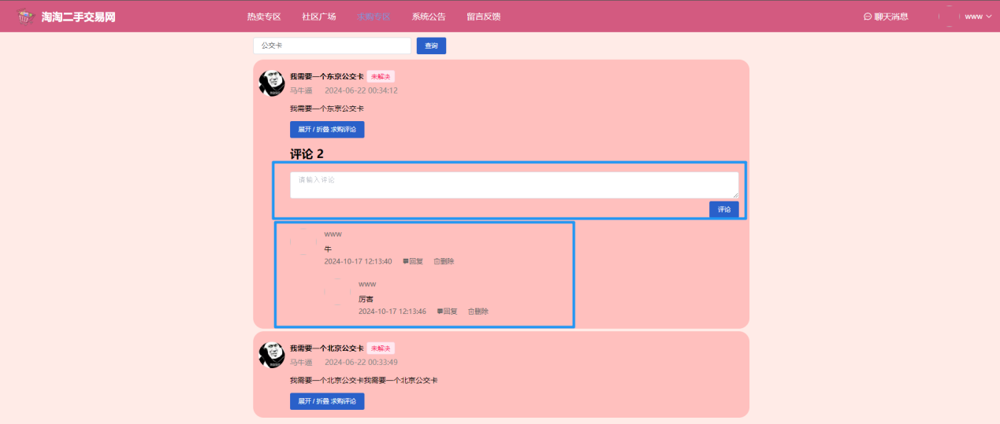 淘淘二手交易网 热卖专区 社区广场 求购专区 系统公告 留言反馈 聊天消息 www
公交卡 查询
我需要一个东京公交卡 未解决
马牛逼 2024-06-22 00:34:12
我需要一个东京公交卡
展开 / 折叠 求购评论
评论 2
请输入评论
评论
www
牛
2024-10-17 12:13:40 回复 删除
www
厉害
2024-10-17 12:13:46 回复 删除
我需要一个北京公交卡 未解决
马牛逼 2024-06-22 00:33:49
我需要一个北京公交卡我需要一个北京公交卡
展开 / 折叠 求购评论